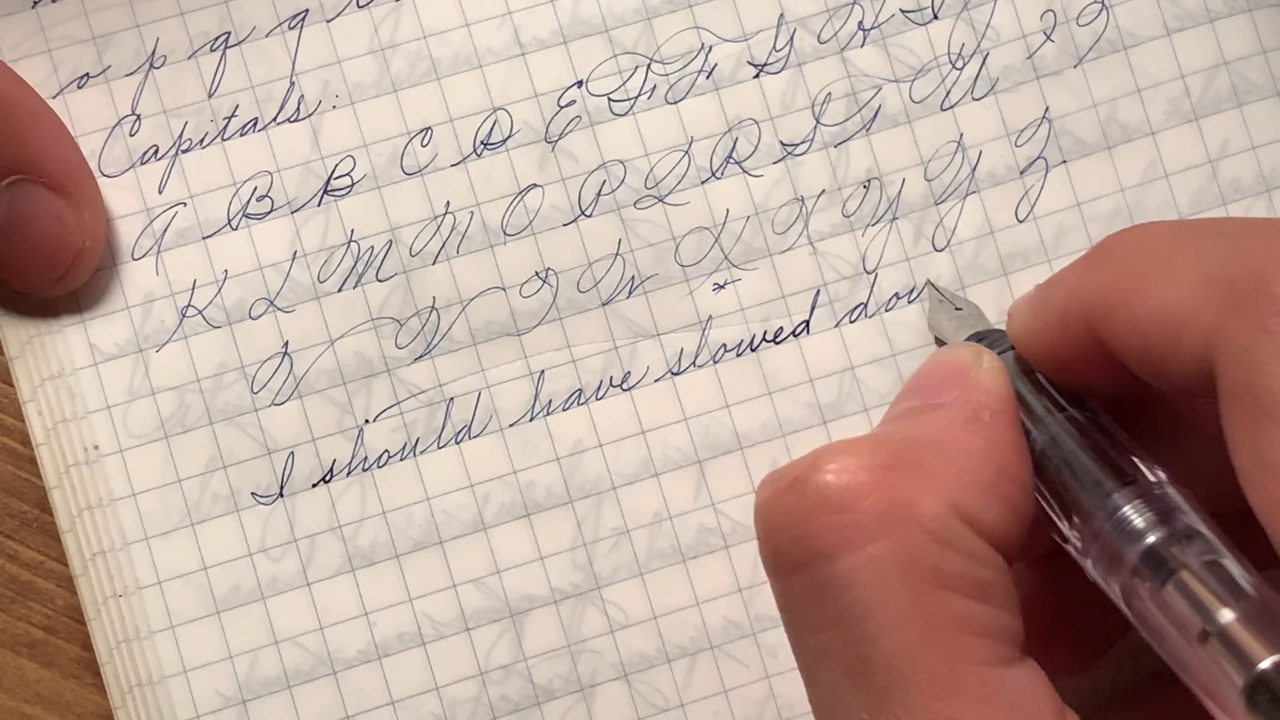 o p q q
Capitals:
A B B C D E F F G H I
K L M N O P Q R S T U
V V V W X X Y Y Z
*
I should have slowed dow